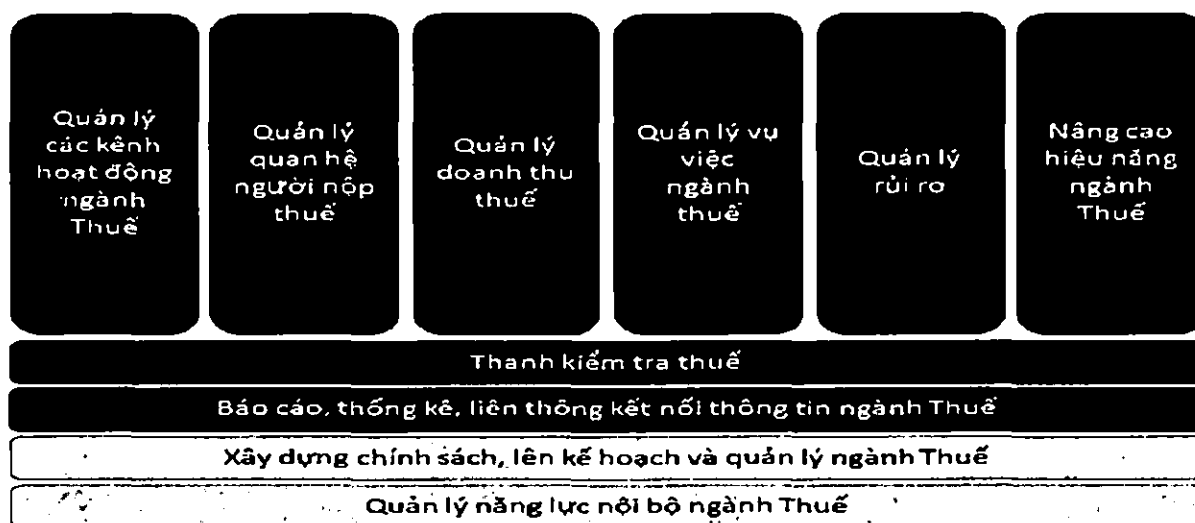 Quản lý
các kênh
hoạt động
ngành
Thuế
Quản lý
quan hệ
người nộp
thuế
Quản lý
doanh thu
thuế
Quản lý vụ
việc
ngành
thuế
Quản lý
rủi ro
Nâng cao
hiệu năng
ngành
Thuế
Thanh kiểm tra thuế
Báo cáo, thống kê, liên thông kết nối thông tin ngành Thuế
Xây dựng chính sách, lên kế hoạch và quản lý ngành Thuế
Quản lý năng lực nội bộ ngành Thuế